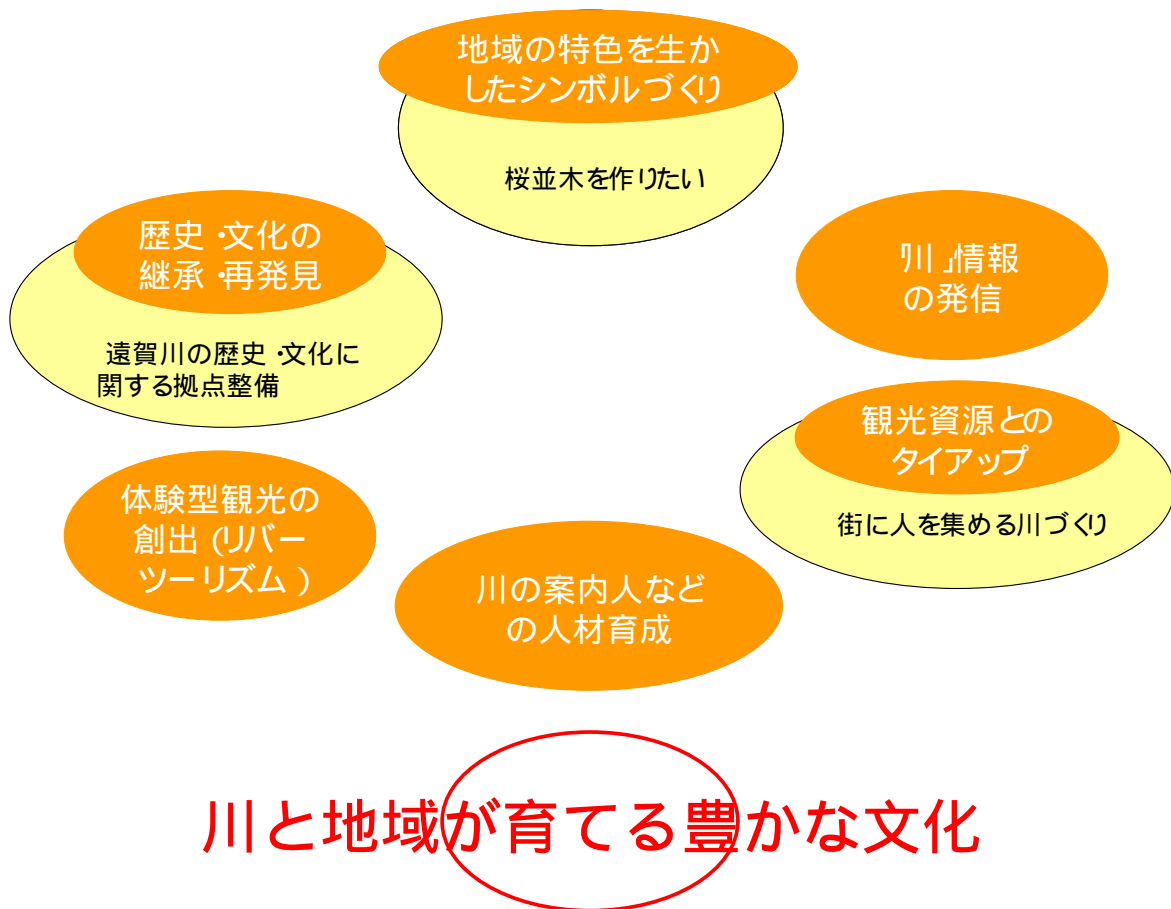 地域の特色を生か
したシンボルづくり
桜並木を作りたい
歴史・文化の
継承・再発見
遠賀川の歴史・文化に
関する拠点整備
「川」情報
の発信
観光資源との
タイアップ
街に人を集める川づくり
体験型観光の
創出（リバー
ツーリズム）
川の案内人など
の人材育成
川と地域が育てる豊かな文化